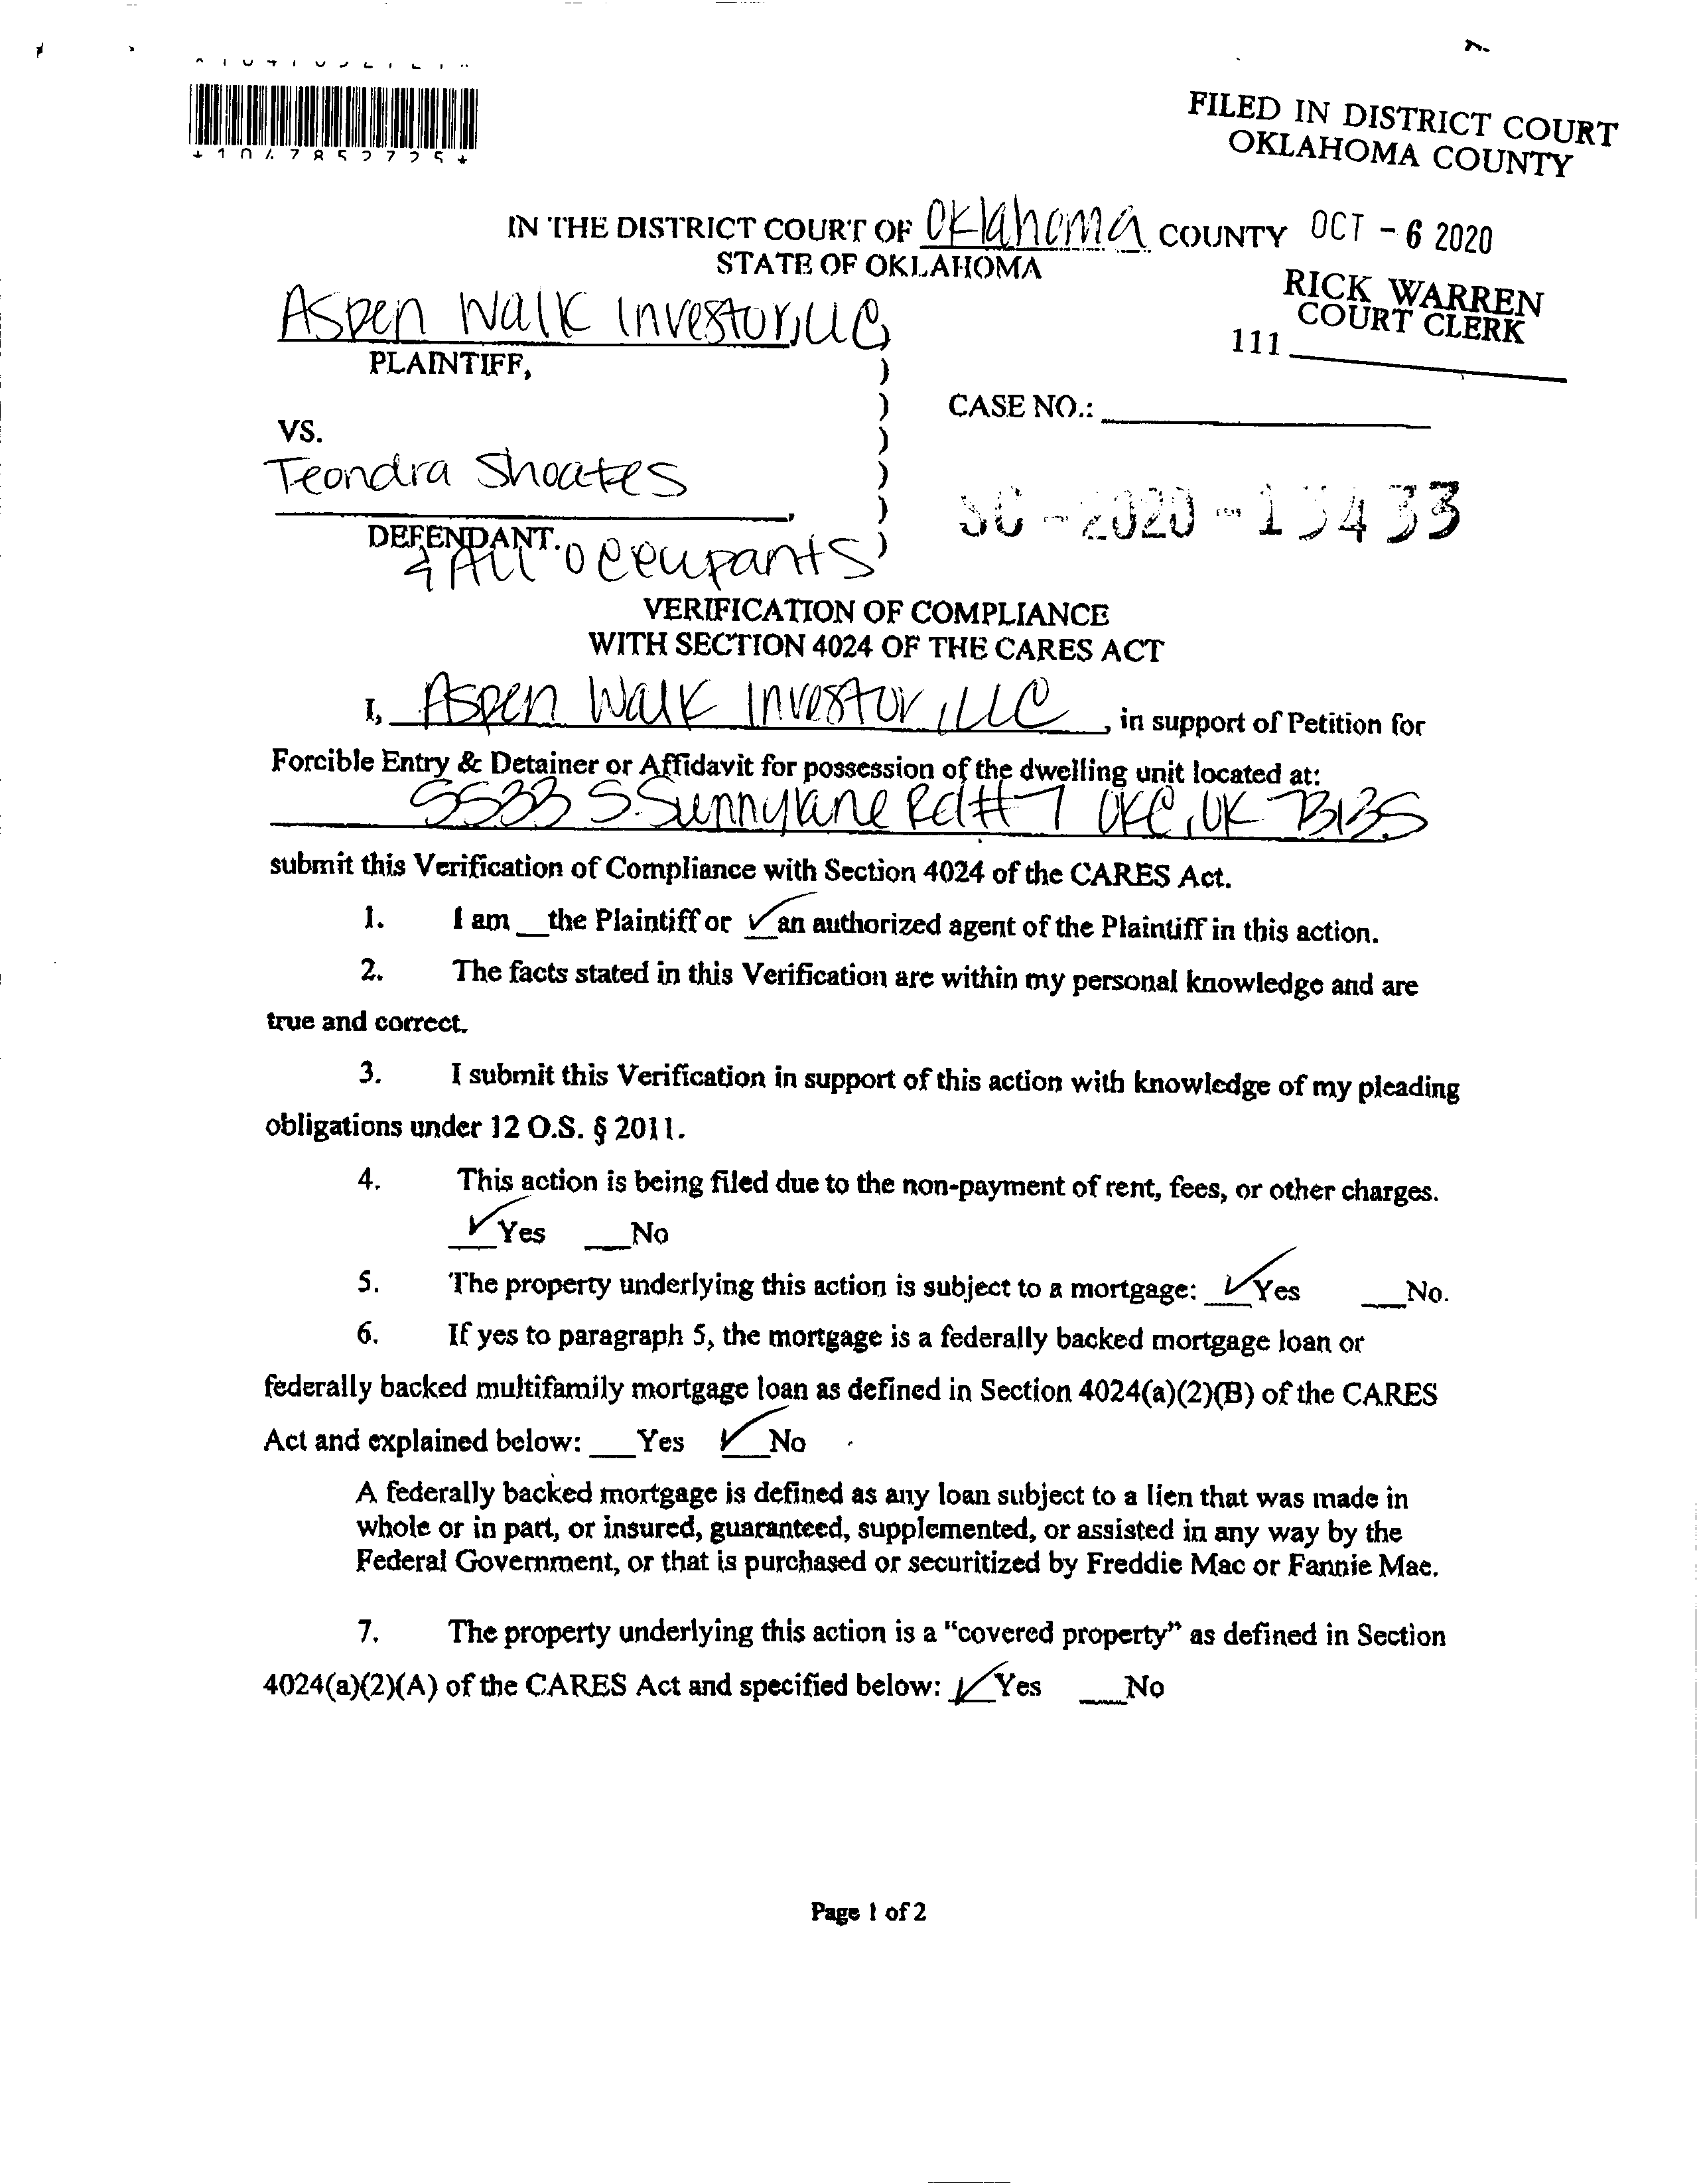 *1047852725*
FILED IN DISTRICT COURT
OKLAHOMA COUNTY
IN THE DISTRICT COURT OF Oklahoma COUNTY OCT - 6 2020
STATE OF OKLAHOMA
RICK WARREN
COURT CLERK
111
Aspen Walk Investor, LLC
PLAINTIFF,
)
)
)
)
)
)
CASE NO.:
VS.
Teondra Shoates
,
SC - 2020 - 13433
DEFENDANT.
& All occupants
VERIFICATION OF COMPLIANCE
WITH SECTION 4024 OF THE CARES ACT
I, Aspen Walk Investor, LLC, in support of Petition for
Forcible Entry & Detainer or Affidavit for possession of the dwelling unit located at:
5533 S. Sunnylane Rd #7 OKC, OK 73135
submit this Verification of Compliance with Section 4024 of the CARES Act.
1. I am __the Plaintiff or ✓an authorized agent of the Plaintiff in this action.
2. The facts stated in this Verification are within my personal knowledge and are
true and correct.
3. I submit this Verification in support of this action with knowledge of my pleading
obligations under 12 O.S. § 2011.
4. This action is being filed due to the non-payment of rent, fees, or other charges.
✓Yes __No
5. The property underlying this action is subject to a mortgage: ✓Yes __No.
6. If yes to paragraph 5, the mortgage is a federally backed mortgage loan or
federally backed multifamily mortgage loan as defined in Section 4024(a)(2)(B) of the CARES
Act and explained below: __Yes ✓No
A federally backed mortgage is defined as any loan subject to a lien that was made in
whole or in part, or insured, guaranteed, supplemented, or assisted in any way by the
Federal Government, or that is purchased or securitized by Freddie Mac or Fannie Mae.
7. The property underlying this action is a "covered property" as defined in Section
4024(a)(2)(A) of the CARES Act and specified below: ✓Yes __No
Page 1 of 2